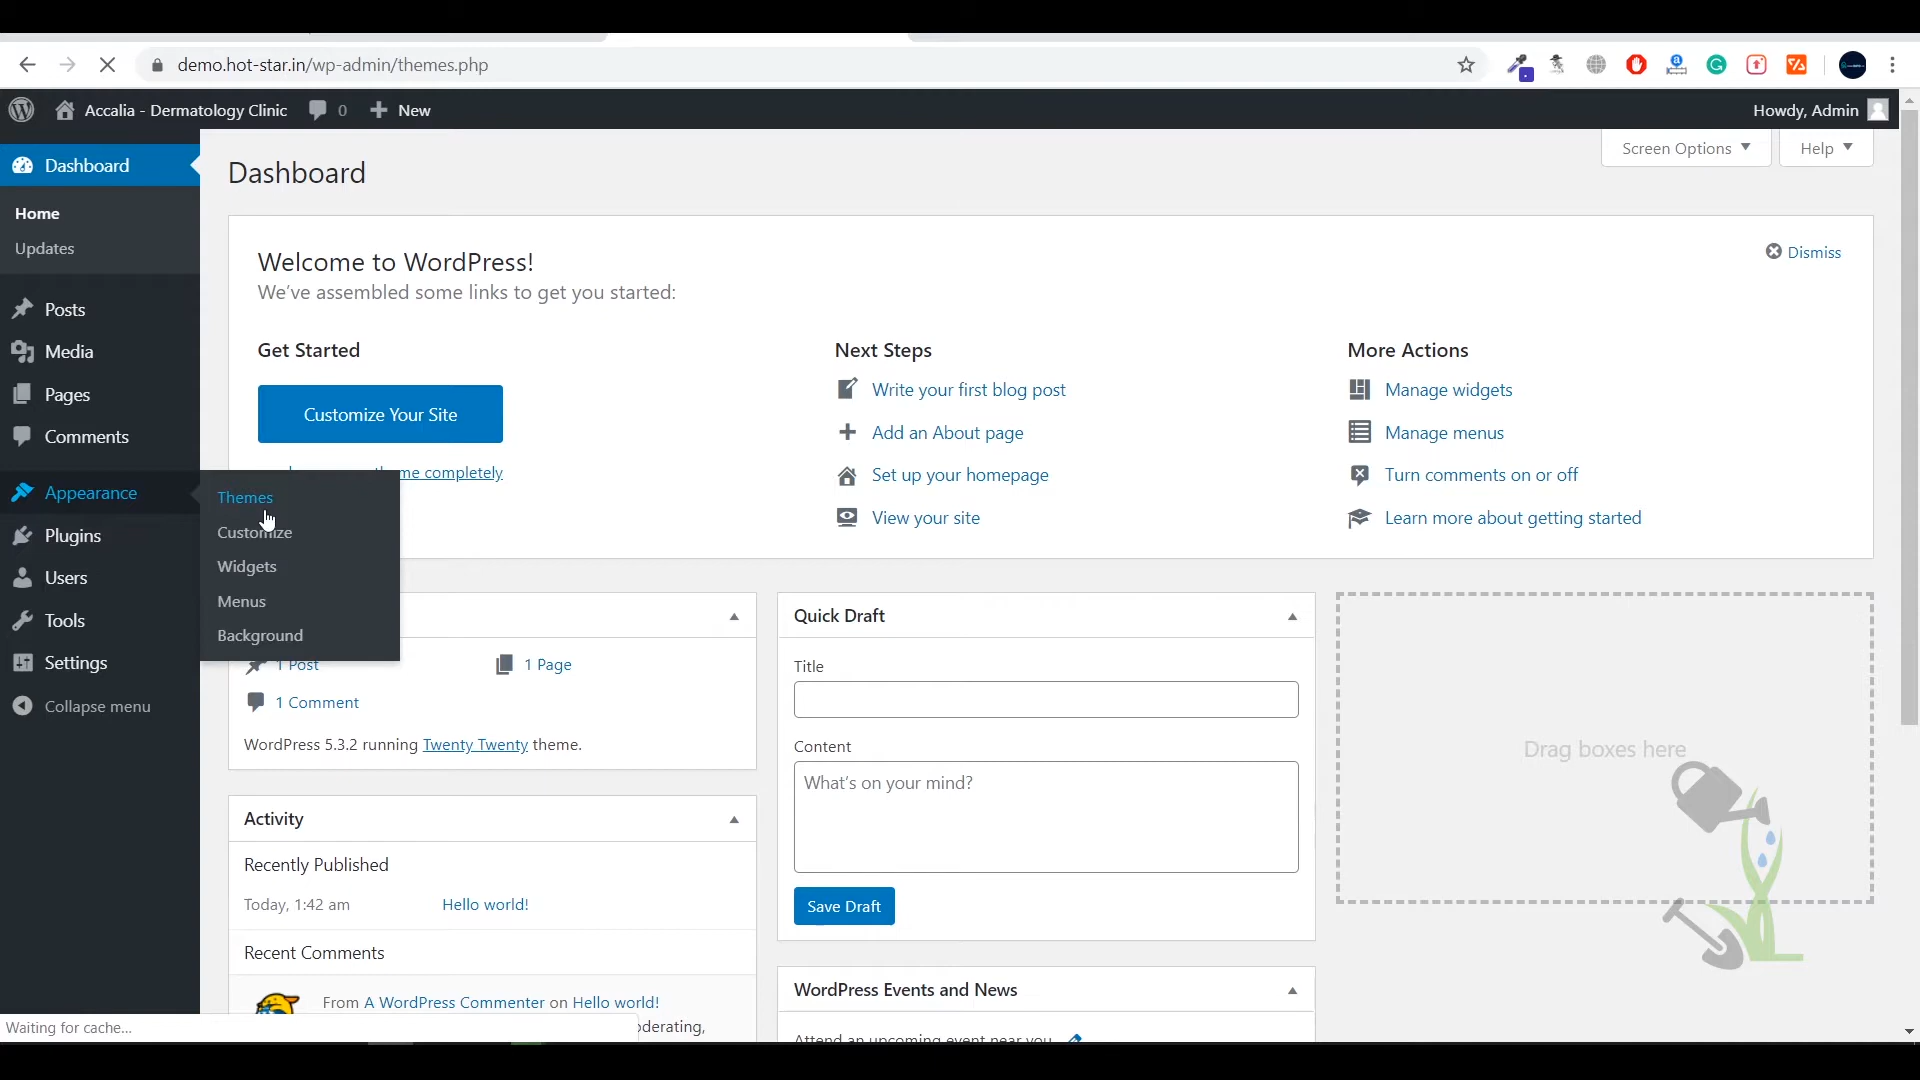 demo.hot-star.in/wp-admin/themes.php
Accalia - Dermatology Clinic
0
New
Howdy, Admin
Dashboard
Home
Updates
Posts
Media
Pages
Comments
Appearance
Plugins
Users
Tools
Settings
Collapse menu
Themes
Customize
Widgets
Menus
Background
Dashboard
Screen Options
Help
Welcome to WordPress!
We've assembled some links to get you started:
Dismiss
Get Started
Customize Your Site
completely
Next Steps
Write your first blog post
Add an About page
Set up your homepage
View your site
More Actions
Manage widgets
Manage menus
Turn comments on or off
Learn more about getting started
1 Post
1 Page
1 Comment
WordPress 5.3.2 running Twenty Twenty theme.
Activity
Recently Published
Today, 1:42 am Hello world!
Recent Comments
From A WordPress Commenter on Hello world!
Quick Draft
Title
Content
What's on your mind?
Save Draft
WordPress Events and News
Attend an upcoming event near you.
Drag boxes here
Waiting for cache...